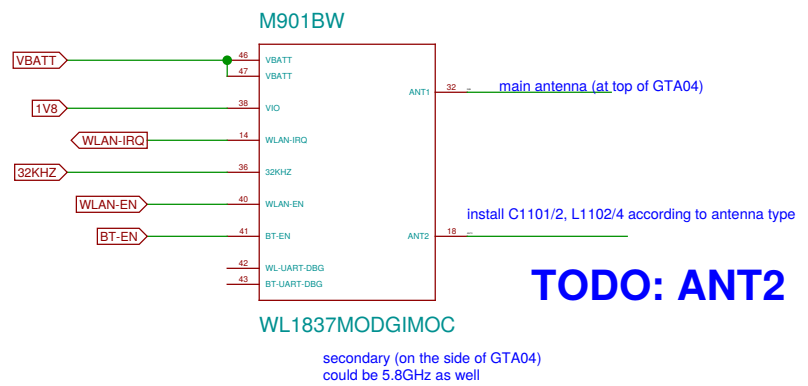 M901BW
VBATT
46
VBATT
47
VBATT
ANT1
32
main antenna (at top of GTA04)
1V8
38
VIO
WLAN-IRQ
14
WLAN-IRQ
32KHZ
36
32KHZ
WLAN-EN
40
WLAN-EN
install C1101/2, L1102/4 according to antenna type
BT-EN
41
BT-EN
ANT2
18
42
WL-UART-DBG
43
BT-UART-DBG
TODO: ANT2
WL1837MODGIMOC
secondary (on the side of GTA04)
could be 5.8GHz as well